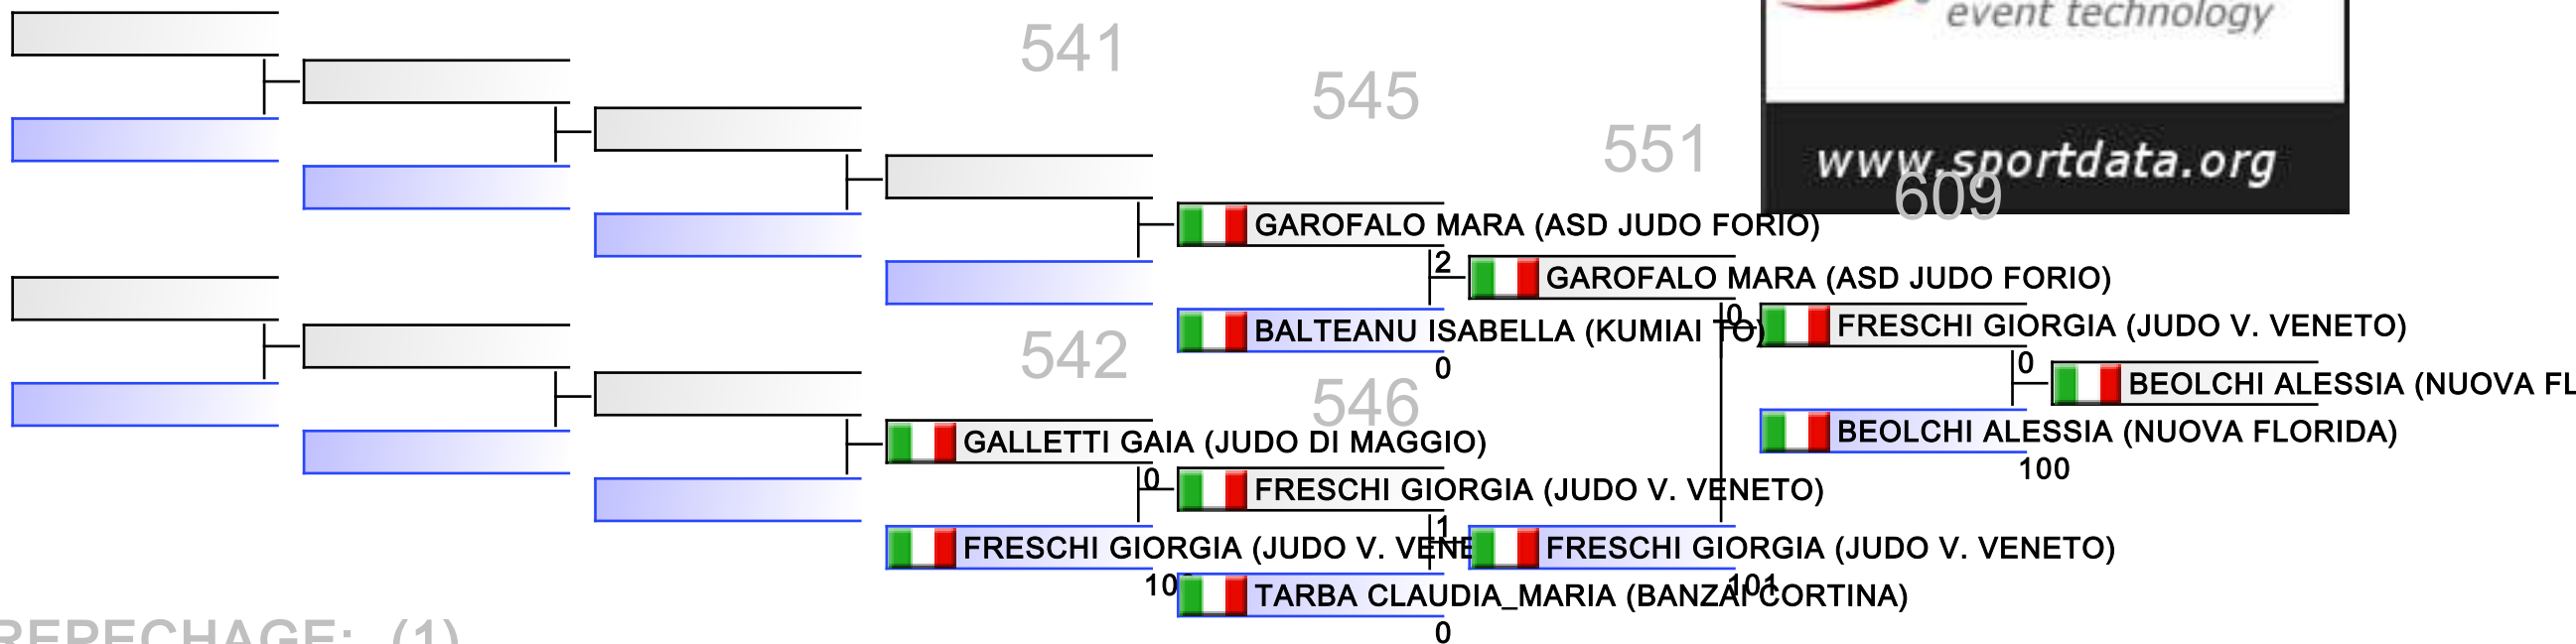 event technology
541
545
551
www.sportdata.org
609
GAROFALO MARA (ASD JUDO FORIO)
2
GAROFALO MARA (ASD JUDO FORIO)
BALTEANU ISABELLA (KUMIAI TO)
0
0
FRESCHI GIORGIA (JUDO V. VENETO)
542
0
0
BEOLCHI ALESSIA (NUOVA FL
546
BEOLCHI ALESSIA (NUOVA FLORIDA)
100
GALLETTI GAIA (JUDO DI MAGGIO)
0
FRESCHI GIORGIA (JUDO V. VENETO)
1
FRESCHI GIORGIA (JUDO V. VENE
FRESCHI GIORGIA (JUDO V. VENETO)
10
101
TARBA CLAUDIA_MARIA (BANZAI CORTINA)
0
REPECHAGE: (1)